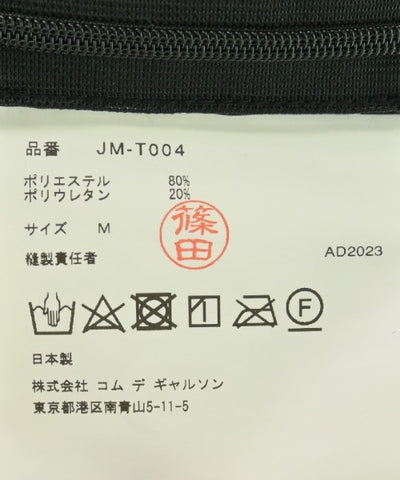 品番 JM-T004
ポリエステル 80%
ポリウレタン 20%
サイズ M
縫製責任者 篠田 AD2023
F
日本製
株式会社 コム デ ギャルソン
東京都港区南青山5-11-5